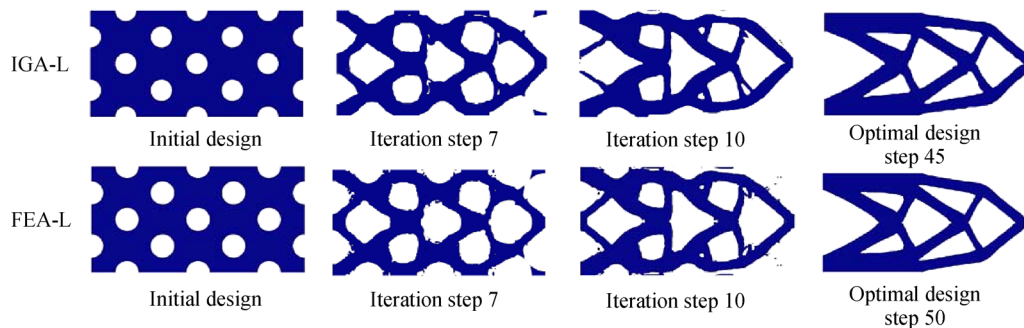 IGA-L
Initial design
Iteration step 7
Iteration step 10
Optimal design
step 45
FEA-L
Initial design
Iteration step 7
Iteration step 10
Optimal design
step 50